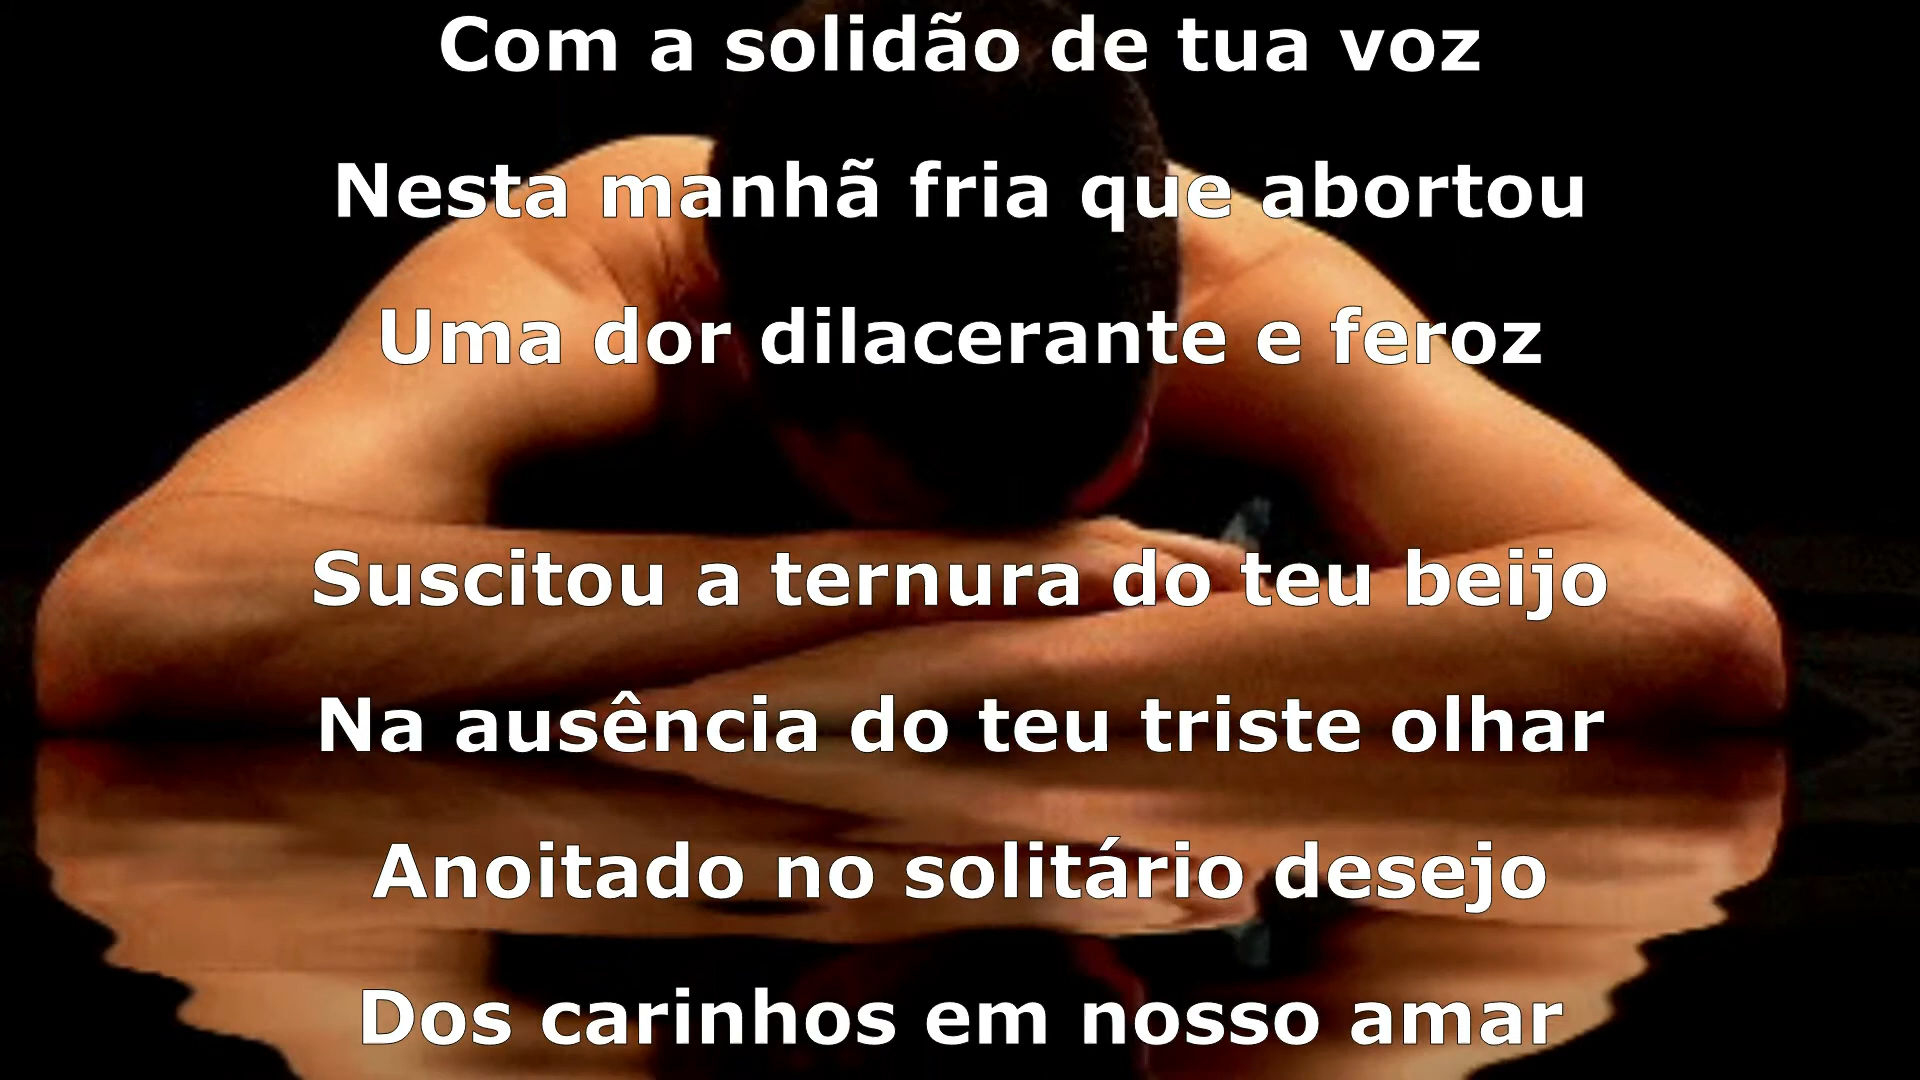 Com a solidão de tua voz
Nesta manhã fria que abortou
Uma dor dilacerante e feroz
Suscitou a ternura do teu beijo
Na ausência do teu triste olhar
Anoitado no solitário desejo
Dos carinhos em nosso amar